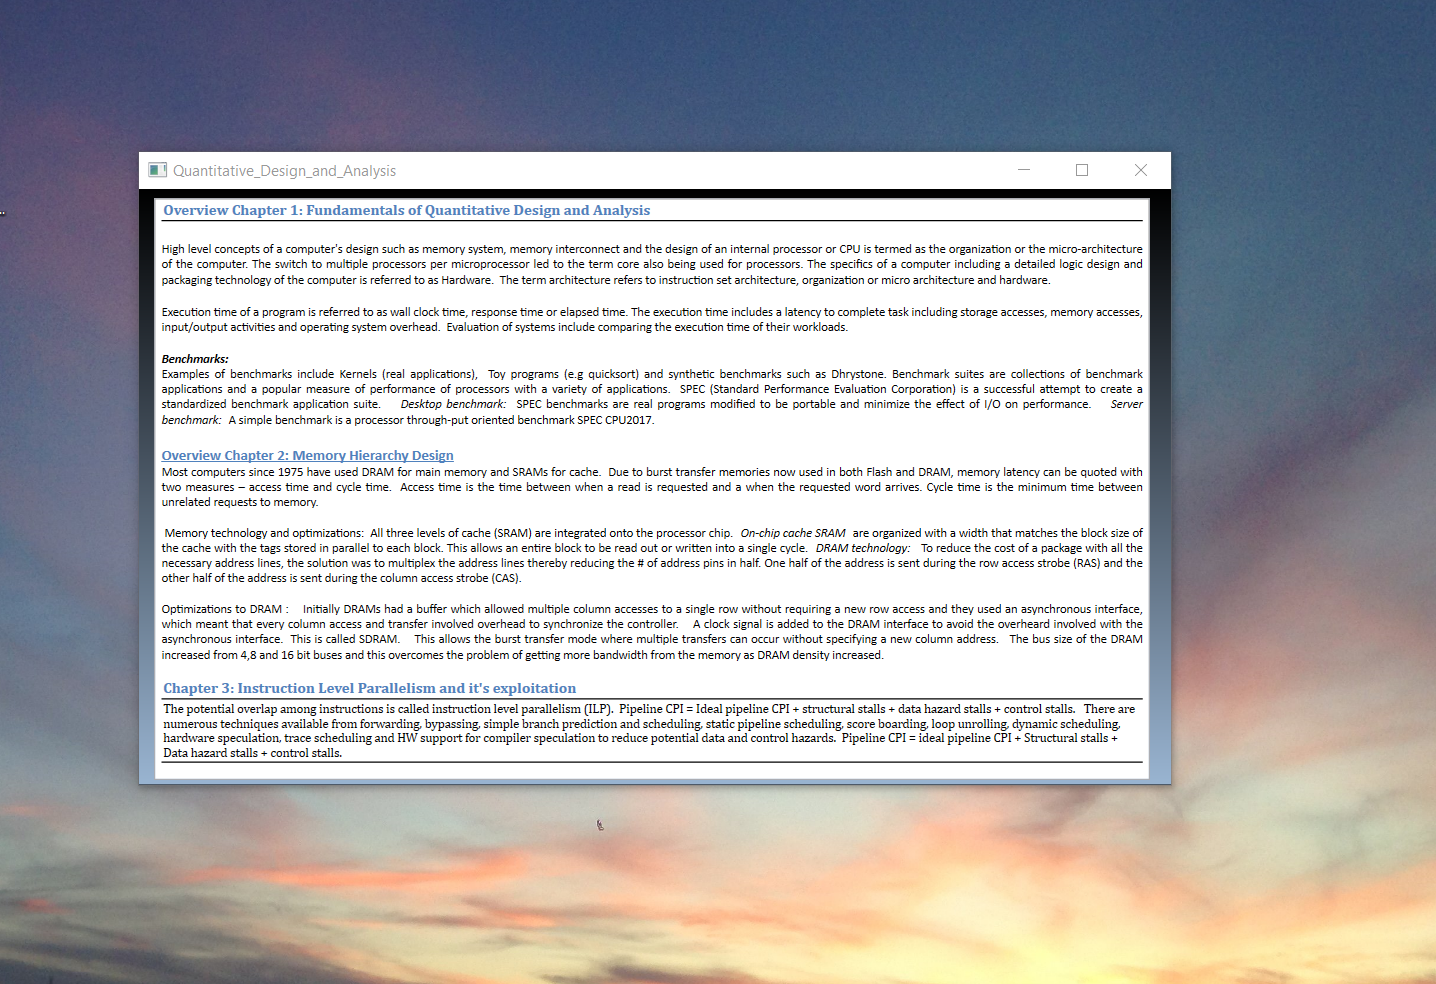 Quantitative_Design_and_Analysis
Overview Chapter 1: Fundamentals of Quantitative Design and Analysis
High level concepts of a computer's design such as memory system, memory interconnect and the design of an internal processor or CPU is termed as the organization or the micro-architecture
of the computer. The switch to multiple processors per microprocessor led to the term core also being used for processors. The specifics of a computer including a detailed logic design and
packaging technology of the computer is referred to as Hardware. The term architecture refers to instruction set architecture, organization or micro architecture and hardware.
Execution time of a program is referred to as wall clock time, response time or elapsed time. The execution time includes a latency to complete task including storage accesses, memory accesses,
input/output activities and operating system overhead. Evaluation of systems include comparing the execution time of their workloads.
Benchmarks:
Examples of benchmarks include Kernels (real applications), Toy programs (e.g quicksort) and synthetic benchmarks such as Dhrystone. Benchmark suites are collections of benchmark
applications and a popular measure of performance of processors with a variety of applications. SPEC (Standard Performance Evaluation Corporation) is a successful attempt to create a
standardized benchmark application suite. Desktop benchmark: SPEC benchmarks are real programs modified to be portable and minimize the effect of I/O on performance. Server
benchmark: A simple benchmark is a processor through-put oriented benchmark SPEC CPU2017.
Overview Chapter 2: Memory Hierarchy Design
Most computers since 1975 have used DRAM for main memory and SRAMs for cache. Due to burst transfer memories now used in both Flash and DRAM, memory latency can be quoted with
two measures – access time and cycle time. Access time is the time between when a read is requested and a when the requested word arrives. Cycle time is the minimum time between
unrelated requests to memory.
Memory technology and optimizations: All three levels of cache (SRAM) are integrated onto the processor chip. On-chip cache SRAM are organized with a width that matches the block size of
the cache with the tags stored in parallel to each block. This allows an entire block to be read out or written into a single cycle. DRAM technology: To reduce the cost of a package with all the
necessary address lines, the solution was to multiplex the address lines thereby reducing the # of address pins in half. One half of the address is sent during the row access strobe (RAS) and the
other half of the address is sent during the column access strobe (CAS).
Optimizations to DRAM : Initially DRAMs had a buffer which allowed multiple column accesses to a single row without requiring a new row access and they used an asynchronous interface,
which meant that every column access and transfer involved overhead to synchronize the controller. A clock signal is added to the DRAM interface to avoid the overheard involved with the
asynchronous interface. This is called SDRAM. This allows the burst transfer mode where multiple transfers can occur without specifying a new column address. The bus size of the DRAM
increased from 4,8 and 16 bit buses and this overcomes the problem of getting more bandwidth from the memory as DRAM density increased.
Chapter 3: Instruction Level Parallelism and it's exploitation
The potential overlap among instructions is called instruction level parallelism (ILP). Pipeline CPI = Ideal pipeline CPI + structural stalls + data hazard stalls + control stalls. There are
numerous techniques available from forwarding, bypassing, simple branch prediction and scheduling, static pipeline scheduling, score boarding, loop unrolling, dynamic scheduling,
hardware speculation, trace scheduling and HW support for compiler speculation to reduce potential data and control hazards. Pipeline CPI = ideal pipeline CPI + Structural stalls +
Data hazard stalls + control stalls.